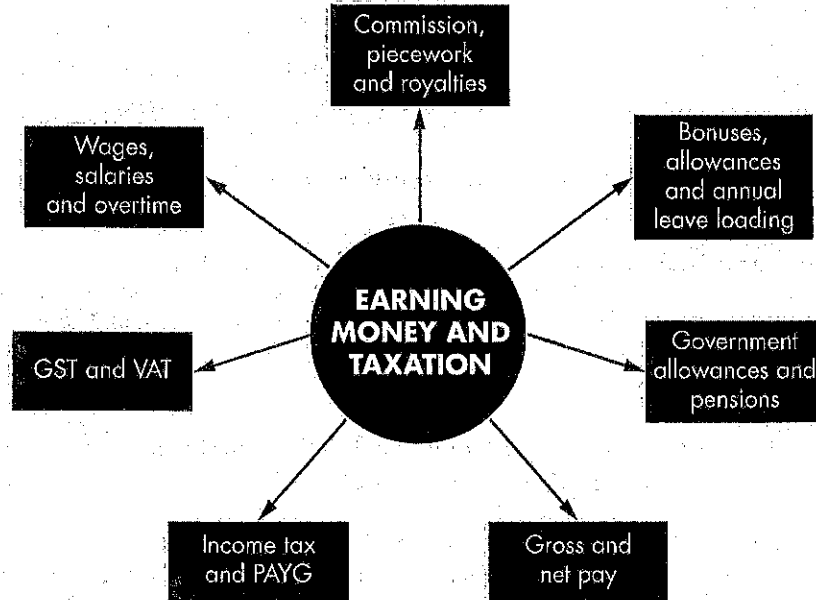 Commission,
piecework
and royalties
Wages,
salaries
and overtime
Bonuses,
allowances
and annual
leave loading
EARNING
MONEY AND
TAXATION
GST and VAT
Government
allowances and
pensions
Income tax
and PAYG
Gross and
net pay